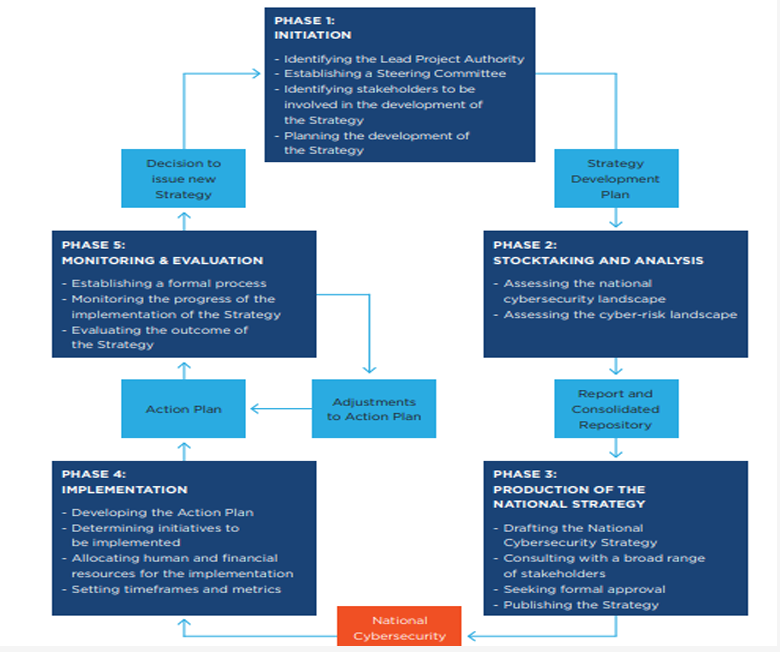 PHASE 1:
INITIATION
- Identifying the Lead Project Authority
- Establishing a Steering Committee
- Identifying stakeholders to be
involved in the development of
the Strategy
- Planning the development of
the Strategy
Decision to
issue new
Strategy
Strategy
Development
Plan
PHASE 5:
MONITORING & EVALUATION
- Establishing a formal process
- Monitoring the progress of the
implementation of the Strategy
- Evaluating the outcome of
the Strategy
PHASE 2:
STOCKTAKING AND ANALYSIS
- Assessing the national
cybersecurity landscape
- Assessing the cyber-risk landscape
Action Plan
Adjustments
to Action Plan
Report and
Consolidated
Repository
PHASE 4:
IMPLEMENTATION
- Developing the Action Plan
- Determining initiatives to
be implemented
- Allocating human and financial
resources for the implementation
- Setting timeframes and metrics
PHASE 3:
PRODUCTION OF THE
NATIONAL STRATEGY
- Drafting the National
Cybersecurity Strategy
- Consulting with a broad range
of stakeholders
- Seeking formal approval
- Publishing the Strategy
National
Cybersecurity